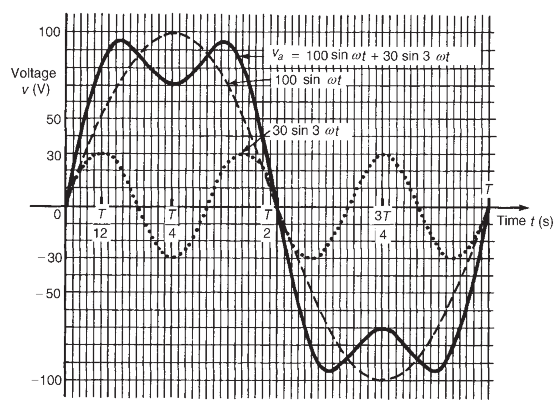 100
vₐ = 100 sin ωt + 30 sin 3 ωt
Voltage
v (V)
100 sin ωt
50
30 sin 3 ωt
30
T
0
T
12
T
4
T
2
3T
4
Time t (s)
−30
−50
−100